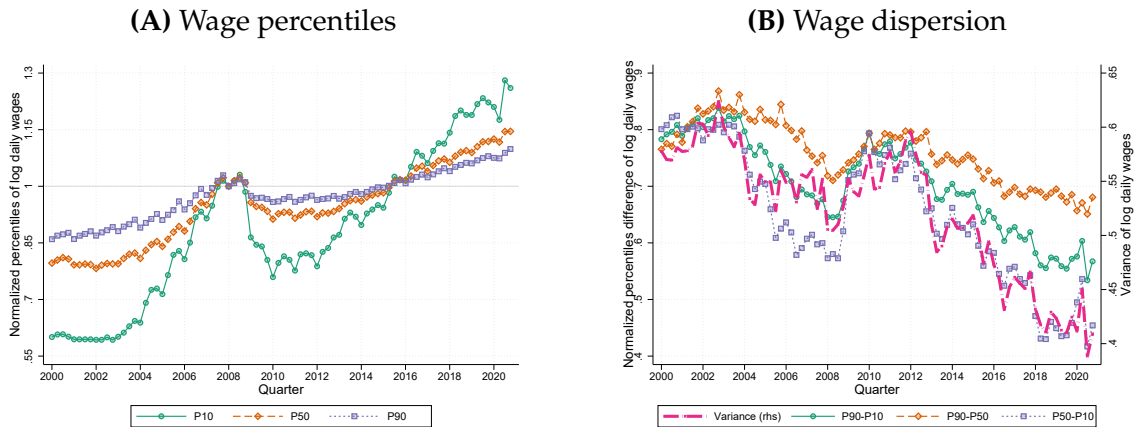 (A) Wage percentiles
Normalized percentiles of log daily wages
1.3
1.15
1
.85
.7
.55
2000 2002 2004 2006 2008 2010 2012 2014 2016 2018 2020
Quarter
P10 P50 P90
(B) Wage dispersion
Normalized percentiles difference of log daily wages
.9
.8
.7
.6
.5
.4
Variance of log daily wages
.65
.6
.55
.5
.45
.4
2000 2002 2004 2006 2008 2010 2012 2014 2016 2018 2020
Quarter
Variance (rhs) P90-P10 P90-P50 P50-P10